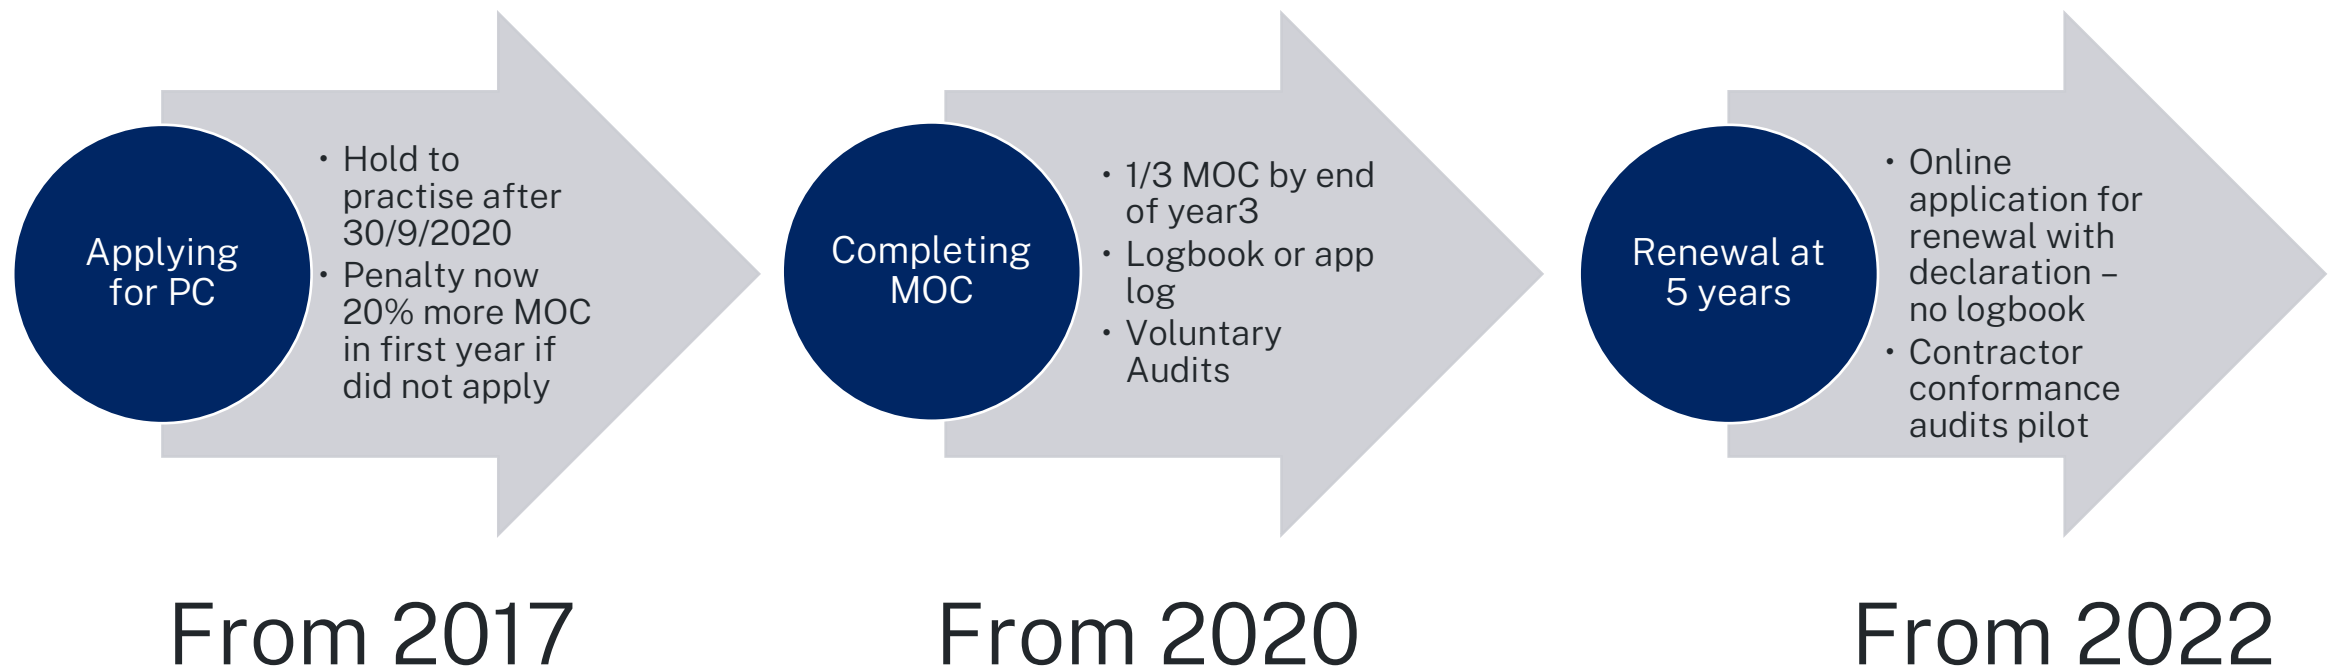 Applying
for PC
• Hold to
practise after
30/9/2020
• Penalty now
20% more MOC
in first year if
did not apply
Completing
MOC
• 1/3 MOC by end
of year3
• Logbook or app
log
• Voluntary
Audits
Renewal at
5 years
• Online
application for
renewal with
declaration –
no logbook
• Contractor
conformance
audits pilot
From 2017
From 2020
From 2022